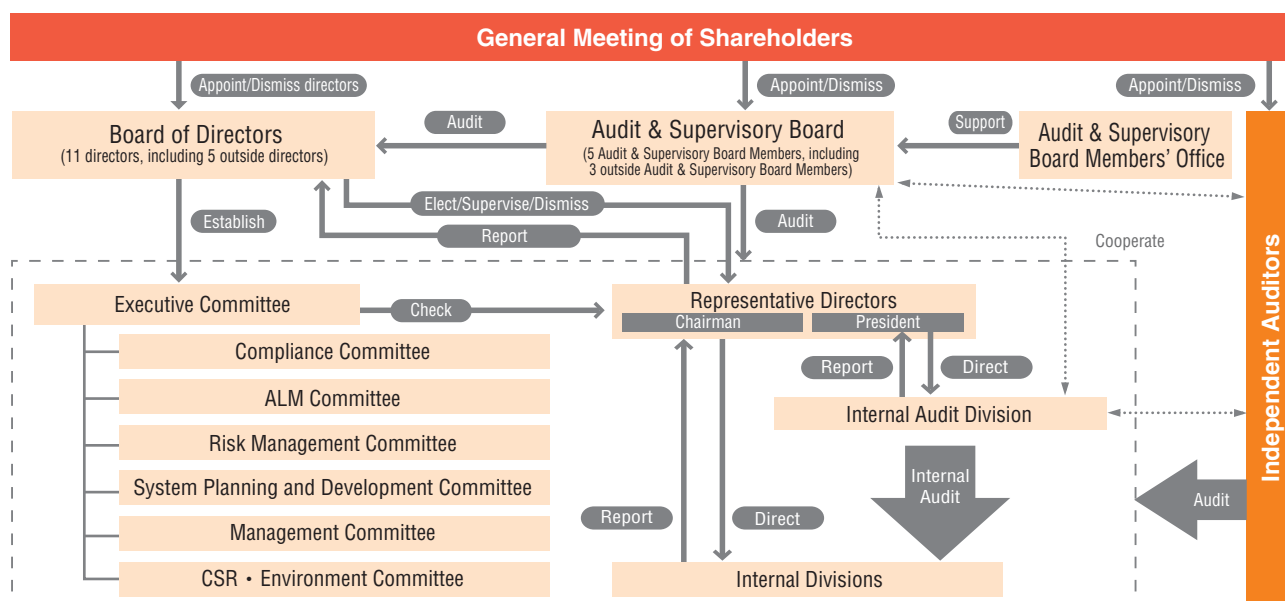 General Meeting of Shareholders
Appoint/Dismiss directors
Appoint/Dismiss
Appoint/Dismiss
Board of Directors
(11 directors, including 5 outside directors)
Audit
Audit & Supervisory Board
(5 Audit & Supervisory Board Members, including
3 outside Audit & Supervisory Board Members)
Support
Audit & Supervisory
Board Members' Office
Independent Auditors
Establish
Elect/Supervise/Dismiss
Report
Audit
Cooperate
Executive Committee
Check
Representative Directors
Chairman
President
Compliance Committee
ALM Committee
Risk Management Committee
System Planning and Development Committee
Management Committee
CSR・Environment Committee
Report
Direct
Internal Audit Division
Internal
Audit
Audit
Report
Direct
Internal Divisions